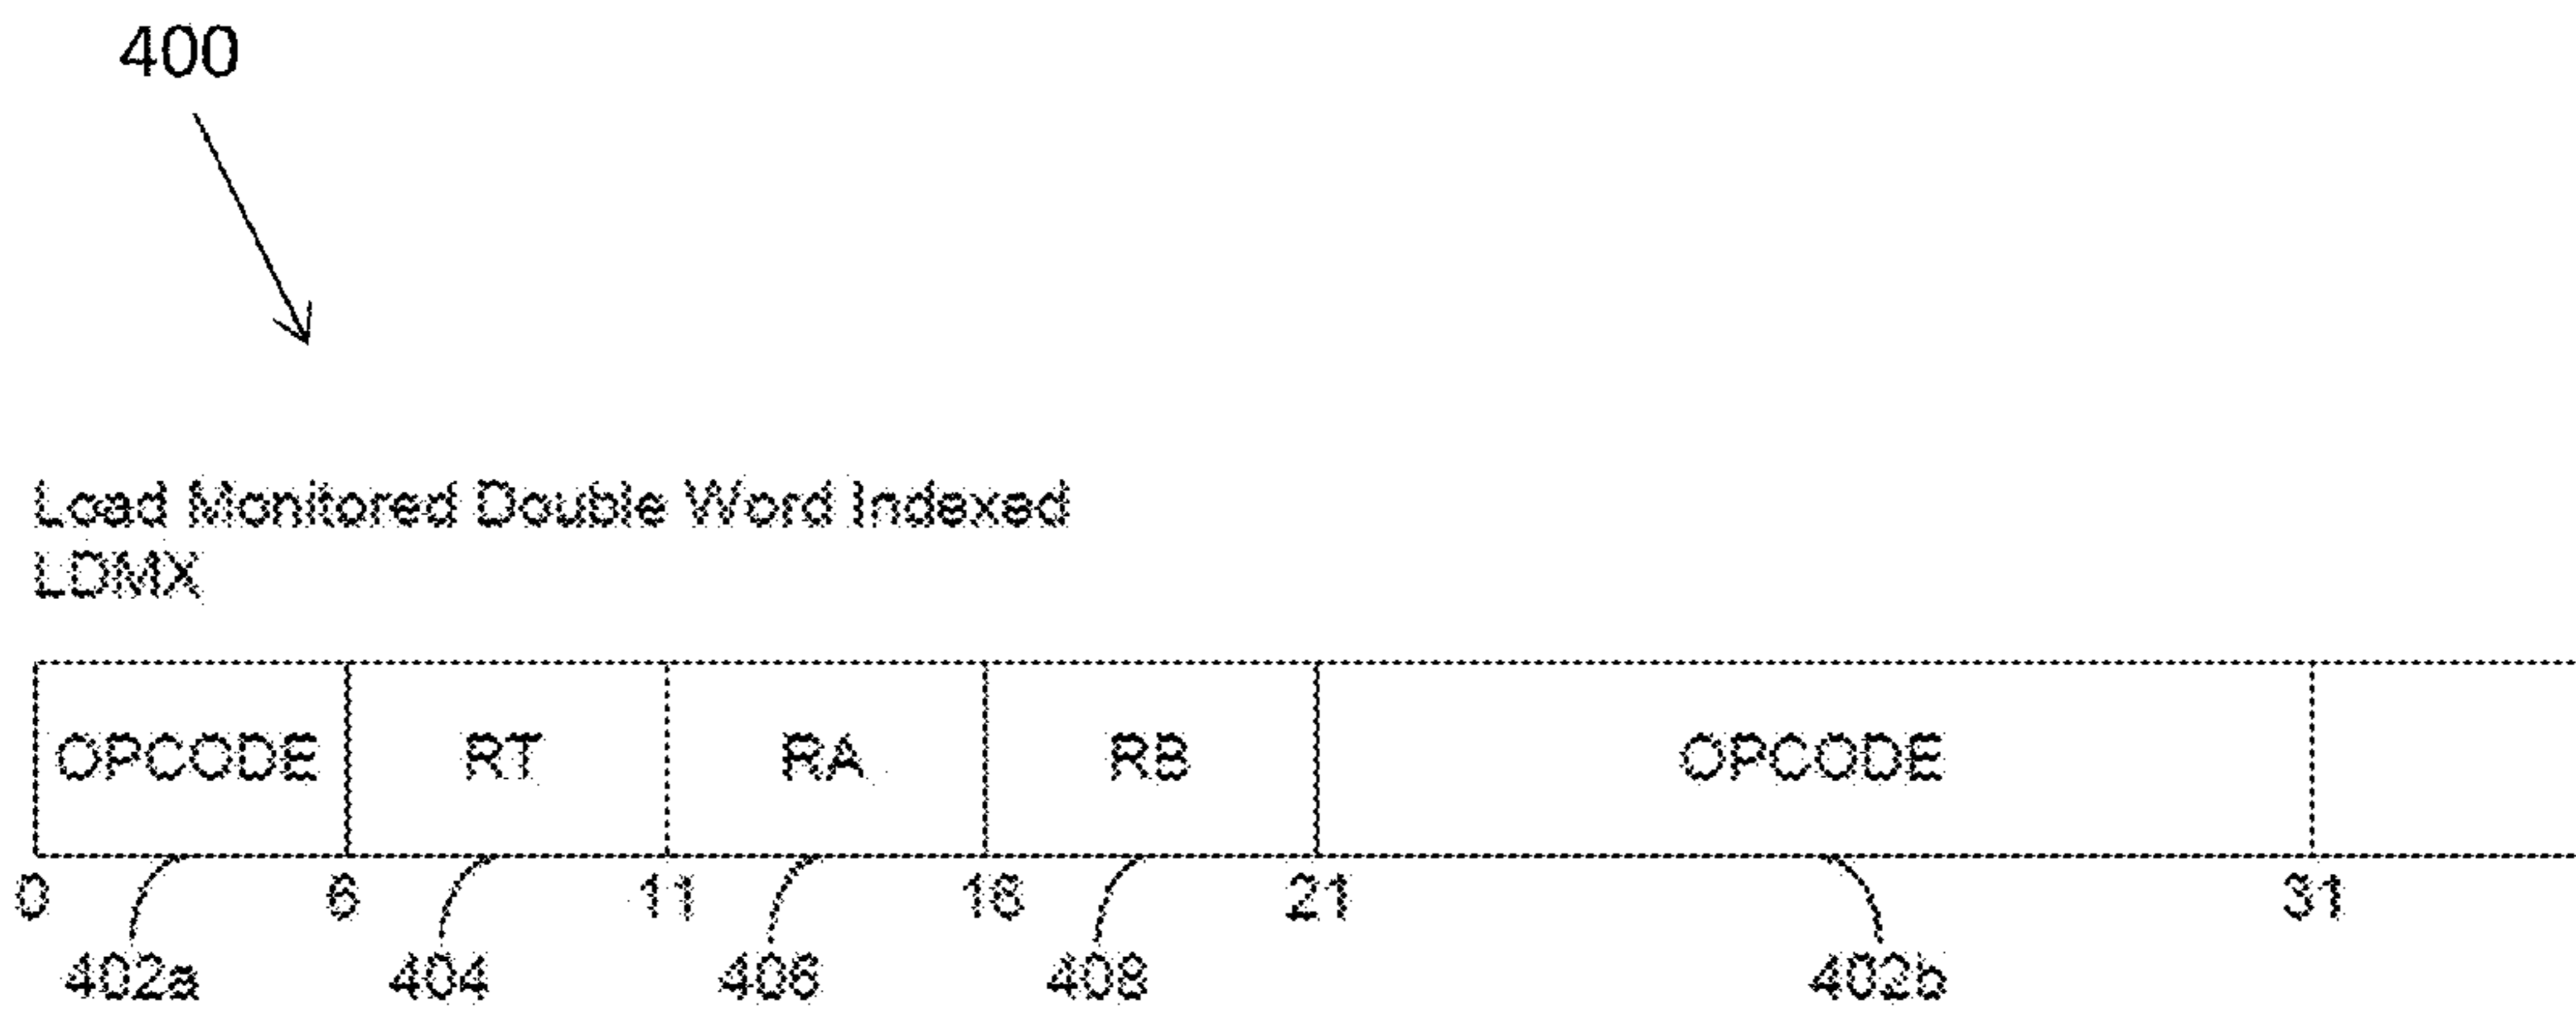 400
Load Monitored Double Word Indexed
LDMX
OPCODE RT RA RB OPCODE
0 6 11 16 21 31
402a 404 406 408 402b